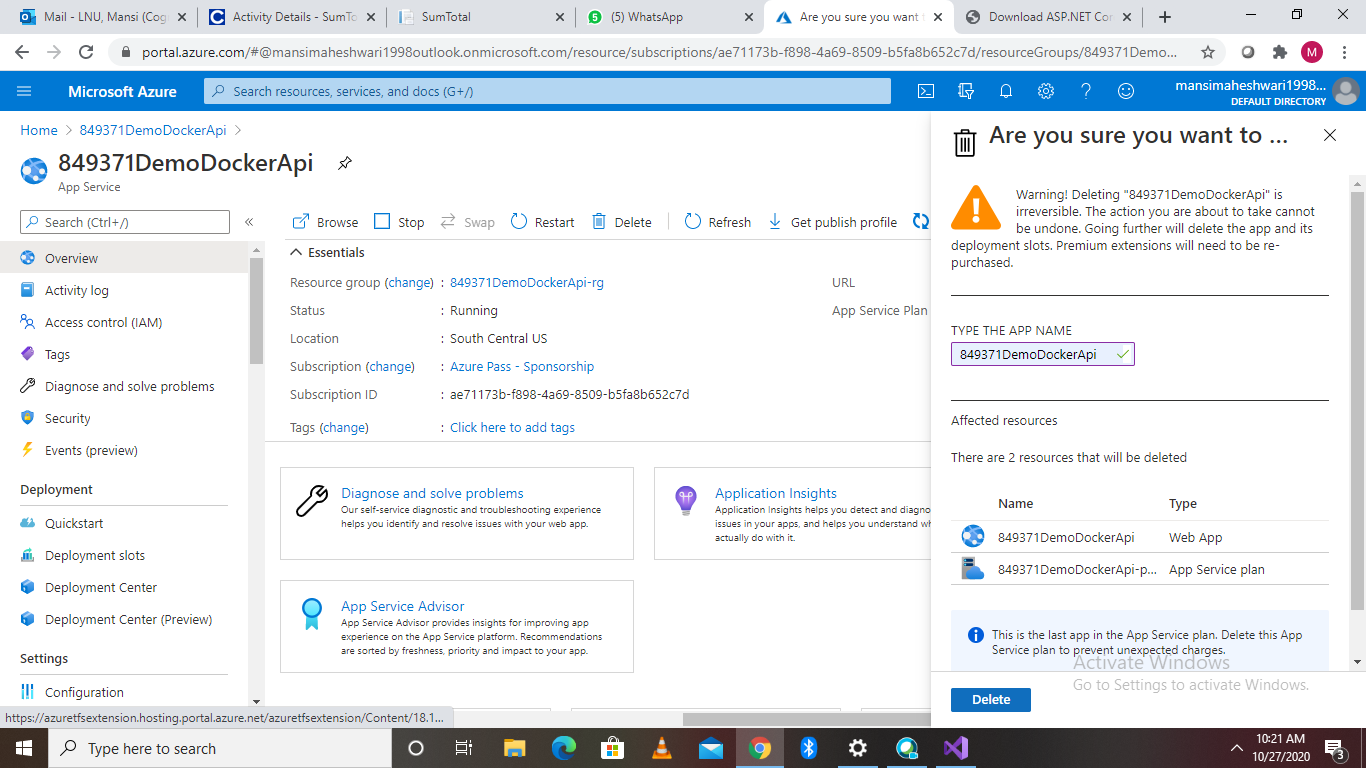 Mail - LNU, Mansi (Cog
Activity Details - SumTo
SumTotal
(5) WhatsApp
Are you sure you want t
Download ASP.NET Cor
portal.azure.com/#@mansimaheshwari1998outlook.onmicrosoft.com/resource/subscriptions/ae71173b-f898-4a69-8509-b5fa8b652c7d/resourceGroups/849371Demo...
M
Microsoft Azure
Search resources, services, and docs (G+/)
mansimaheshwari1998...
DEFAULT DIRECTORY
Home > 849371DemoDockerApi >
849371DemoDockerApi
App Service
Search (Ctrl+/)
Overview
Activity log
Access control (IAM)
Tags
Diagnose and solve problems
Security
Events (preview)
Deployment
Quickstart
Deployment slots
Deployment Center
Deployment Center (Preview)
Settings
Configuration
Browse Stop Swap Restart Delete Refresh Get publish profile
Essentials
Resource group (change) : 849371DemoDockerApi-rg
URL
Status : Running
App Service Plan
Location : South Central US
Subscription (change) : Azure Pass - Sponsorship
Subscription ID : ae71173b-f898-4a69-8509-b5fa8b652c7d
Tags (change) : Click here to add tags
Diagnose and solve problems
Our self-service diagnostic and troubleshooting experience
helps you identify and resolve issues with your web app.
Application Insights
Application Insights helps you detect and diagno
issues in your apps, and helps you understand wh
actually do with it.
App Service Advisor
App Service Advisor provides insights for improving app
experience on the App Service platform. Recommendations
are sorted by freshness, priority and impact to your app.
Are you sure you want to ...
Warning! Deleting "849371DemoDockerApi" is
irreversible. The action you are about to take cannot
be undone. Going further will delete the app and its
deployment slots. Premium extensions will need to be re-
purchased.
TYPE THE APP NAME
849371DemoDockerApi
Affected resources
There are 2 resources that will be deleted
Name Type
849371DemoDockerApi Web App
849371DemoDockerApi-p... App Service plan
This is the last app in the App Service plan. Delete this App
Service plan to prevent unexpected charges.
Activate Windows
Go to Settings to activate Windows.
Delete
https://azuretfsextension.hosting.portal.azure.net/azuretfsextension/Content/18.1...
Type here to search
10:21 AM
10/27/2020
3